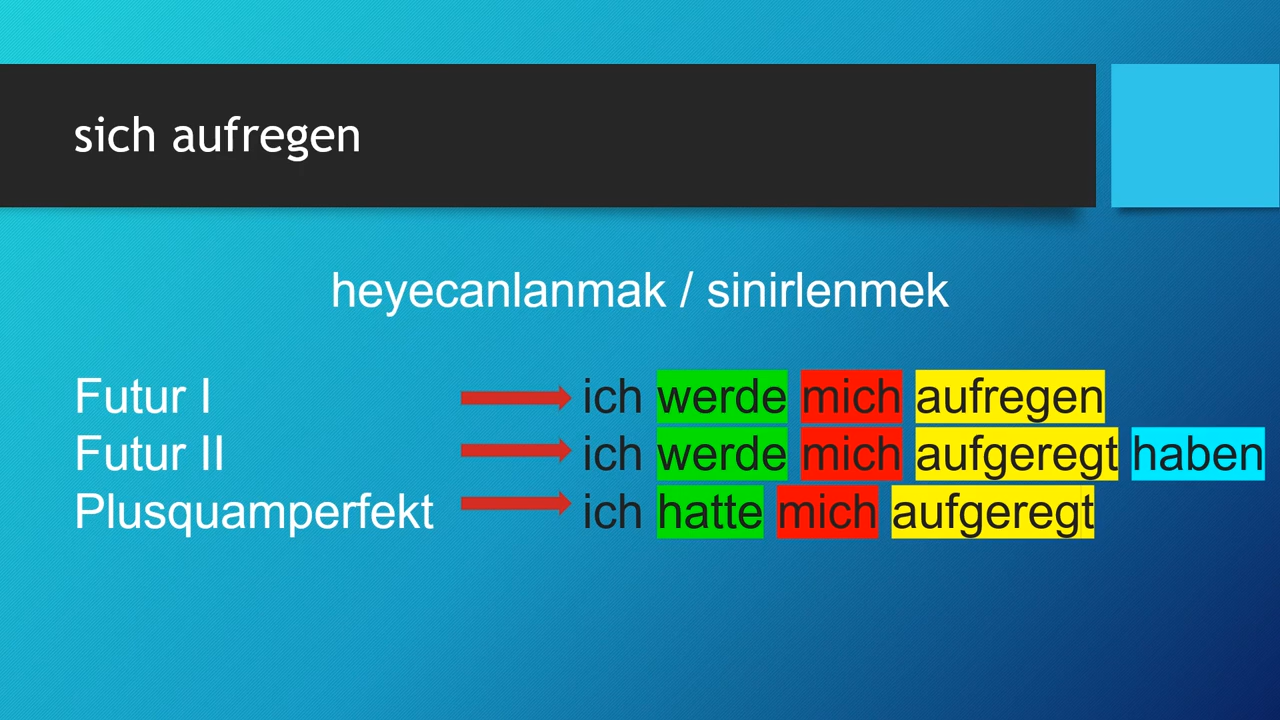 sich aufregen
heyecanlanmak / sinirlenmek
Futur I ich werde mich aufregen
Futur II ich werde mich aufgeregt haben
Plusquamperfekt ich hatte mich aufgeregt